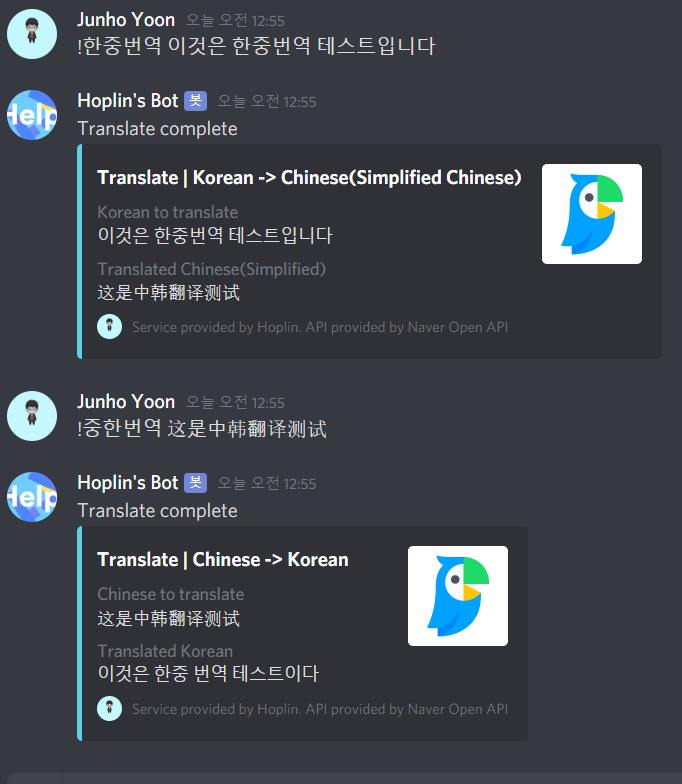 Junho Yoon 오늘 오전 12:55
!한중번역 이것은 한중번역 테스트입니다
Help
Hoplin's Bot 봇 오늘 오전 12:55
Translate complete
Translate | Korean -> Chinese(Simplified Chinese)
Korean to translate
이것은 한중번역 테스트입니다
Translated Chinese(Simplified)
这是中韩翻译测试
Service provided by Hoplin. API provided by Naver Open API
Junho Yoon 오늘 오전 12:55
!중한번역 这是中韩翻译测试
Help
Hoplin's Bot 봇 오늘 오전 12:55
Translate complete
Translate | Chinese -> Korean
Chinese to translate
这是中韩翻译测试
Translated Korean
이것은 한중 번역 테스트이다
Service provided by Hoplin. API provided by Naver Open API